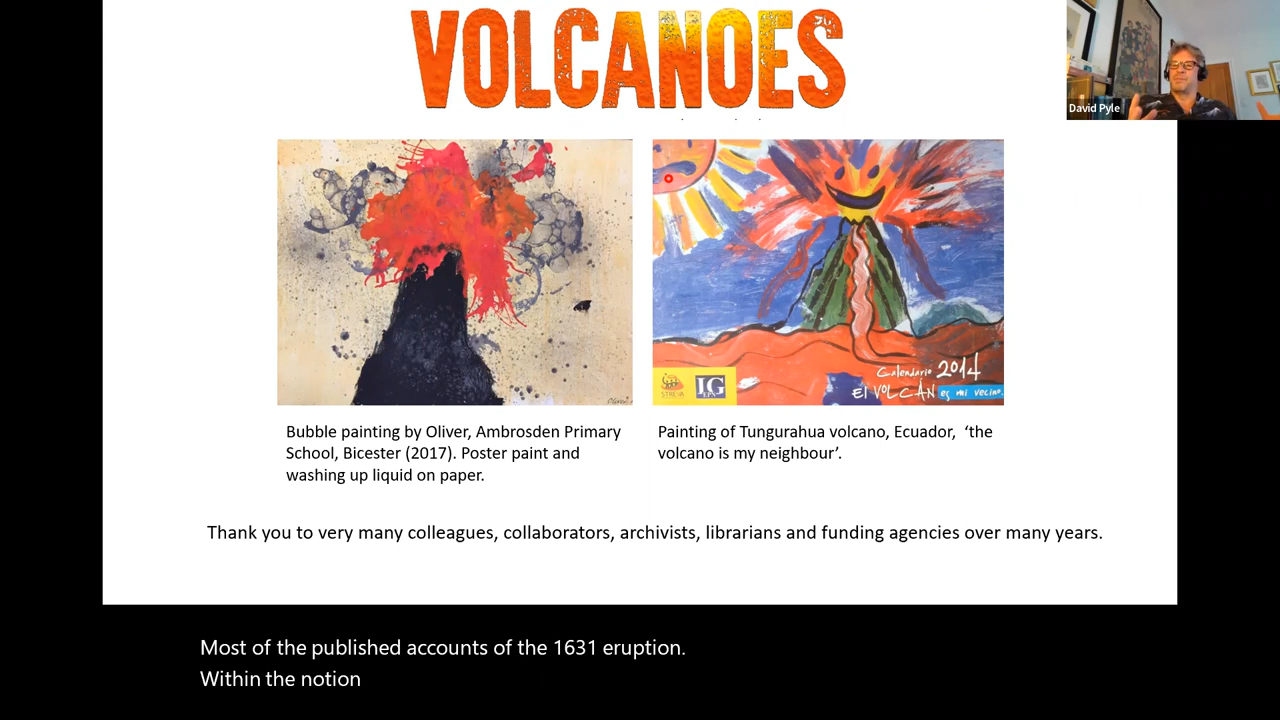 VOLCANOES
David Pyle
Oliver
STREVA
IG
EPN
Calendario 2014
El VOLCÁN es mi vecino.
Bubble painting by Oliver, Ambrosden Primary
School, Bicester (2017). Poster paint and
washing up liquid on paper.
Painting of Tungurahua volcano, Ecuador, ‘the
volcano is my neighbour’.
Thank you to very many colleagues, collaborators, archivists, librarians and funding agencies over many years.
Most of the published accounts of the 1631 eruption.
Within the notion